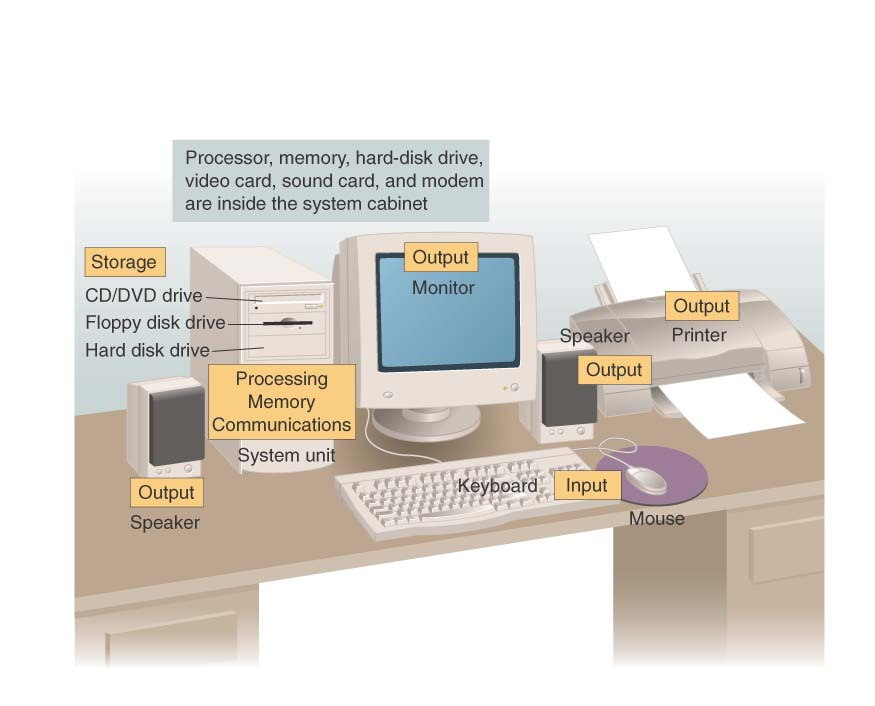 Processor, memory, hard-disk drive,
video card, sound card, and modem
are inside the system cabinet
Storage
CD/DVD drive
Floppy disk drive
Hard disk drive
Output
Monitor
Output
Printer
Speaker
Output
Processing
Memory
Communications
System unit
Output
Speaker
Keyboard
Input
Mouse